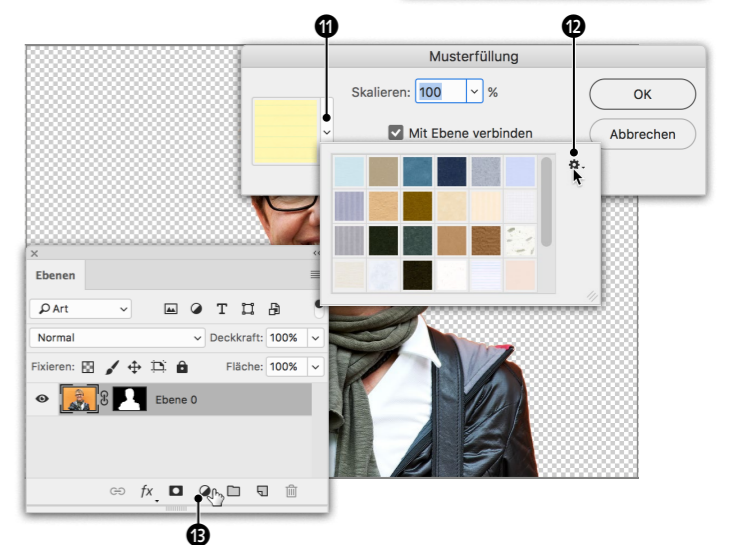 11
12
Musterfüllung
Skalieren: 100 %
OK
Mit Ebene verbinden
Abbrechen
Ebenen
Art
T
Normal
Deckkraft: 100%
Fixieren:
Fläche: 100%
Ebene 0
fx
13